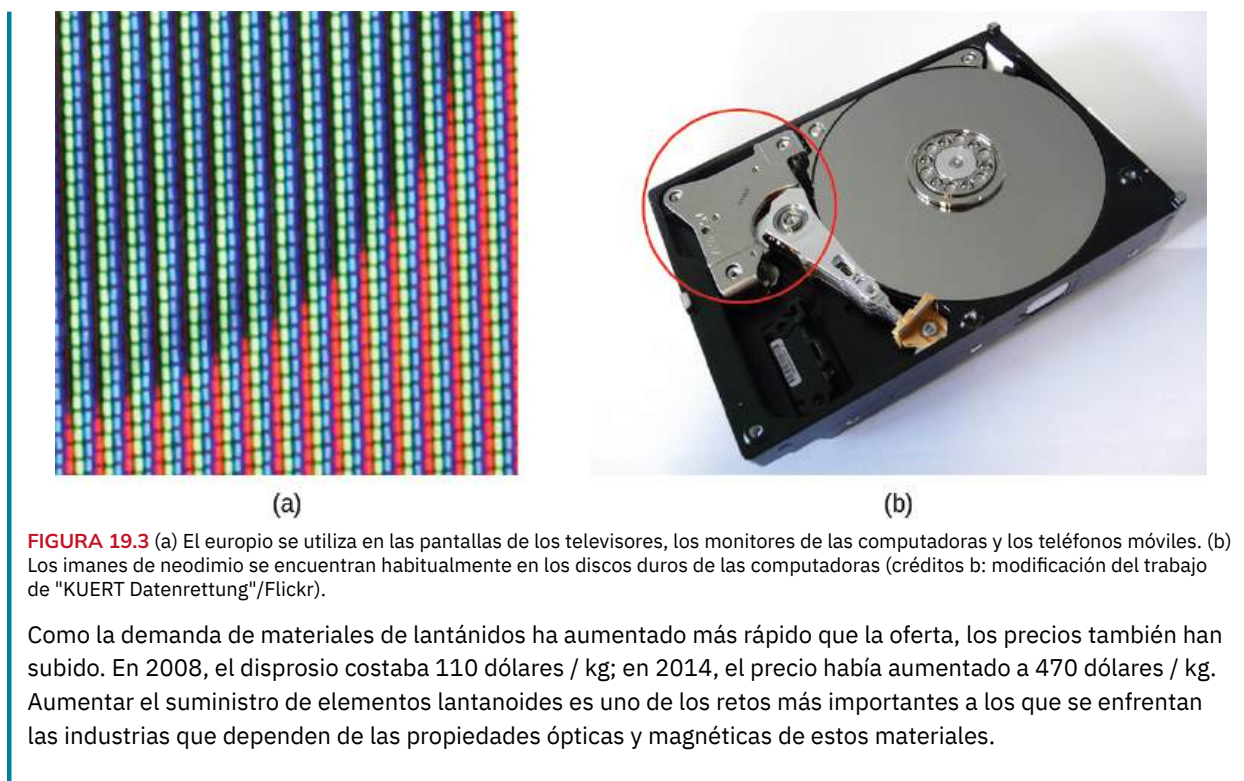 (a)
(b)
FIGURA 19.3 (a) El europio se utiliza en las pantallas de los televisores, los monitores de las computadoras y los teléfonos móviles. (b)
Los imanes de neodimio se encuentran habitualmente en los discos duros de las computadoras (créditos b: modificación del trabajo
de "KUERT Datenrettung"/Flickr).
Como la demanda de materiales de lantánidos ha aumentado más rápido que la oferta, los precios también han
subido. En 2008, el disprosio costaba 110 dólares / kg; en 2014, el precio había aumentado a 470 dólares / kg.
Aumentar el suministro de elementos lantanoides es uno de los retos más importantes a los que se enfrentan
las industrias que dependen de las propiedades ópticas y magnéticas de estos materiales.